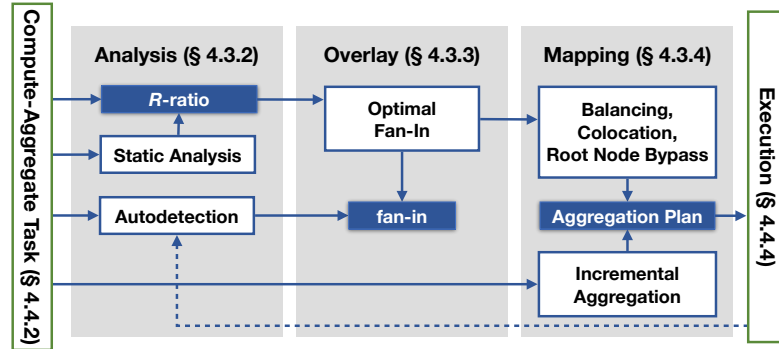 Compute-Aggregate Task (§ 4.4.2)
Analysis (§ 4.3.2)
R-ratio
Static Analysis
Autodetection
Overlay (§ 4.3.3)
Optimal
Fan-In
fan-in
Mapping (§ 4.3.4)
Balancing,
Colocation,
Root Node Bypass
Aggregation Plan
Incremental
Aggregation
Execution (§ 4.4.4)